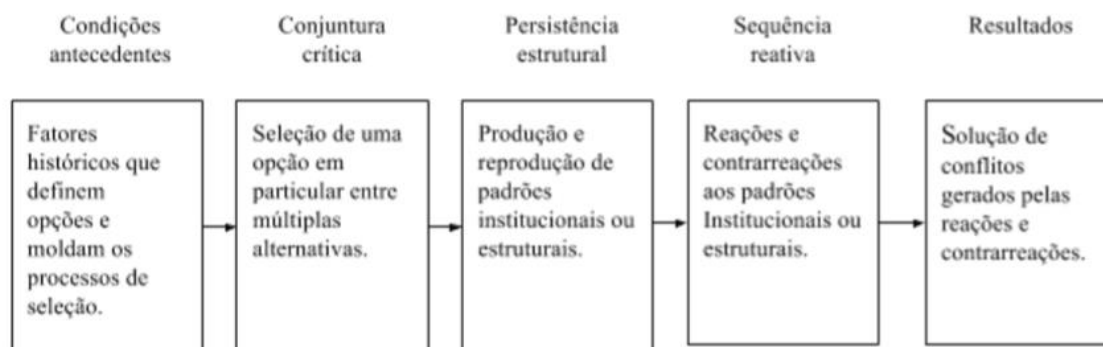 Condições
antecedentes
Conjuntura
crítica
Persistência
estrutural
Sequência
reativa
Resultados
Fatores
históricos que
definem
opções e
moldam os
processos de
seleção.
Seleção de uma
opção em
particular entre
múltiplas
alternativas.
Produção e
reprodução de
padrões
institucionais ou
estruturais.
Reações e
contrarreações
aos padrões
Institucionais ou
estruturais.
Solução de
conflitos
gerados pelas
reações e
contrarreações.